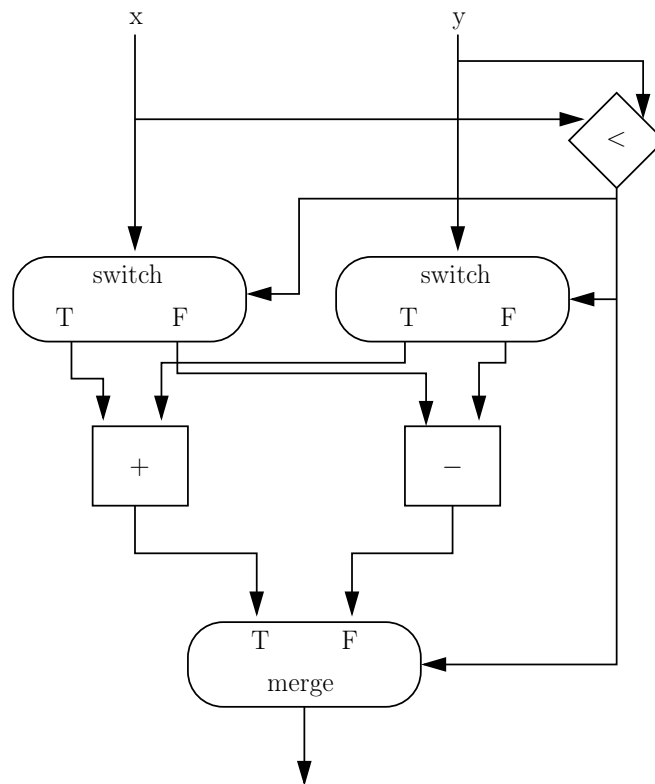 x y
<
switch switch
T F T F
+ −
T F
merge